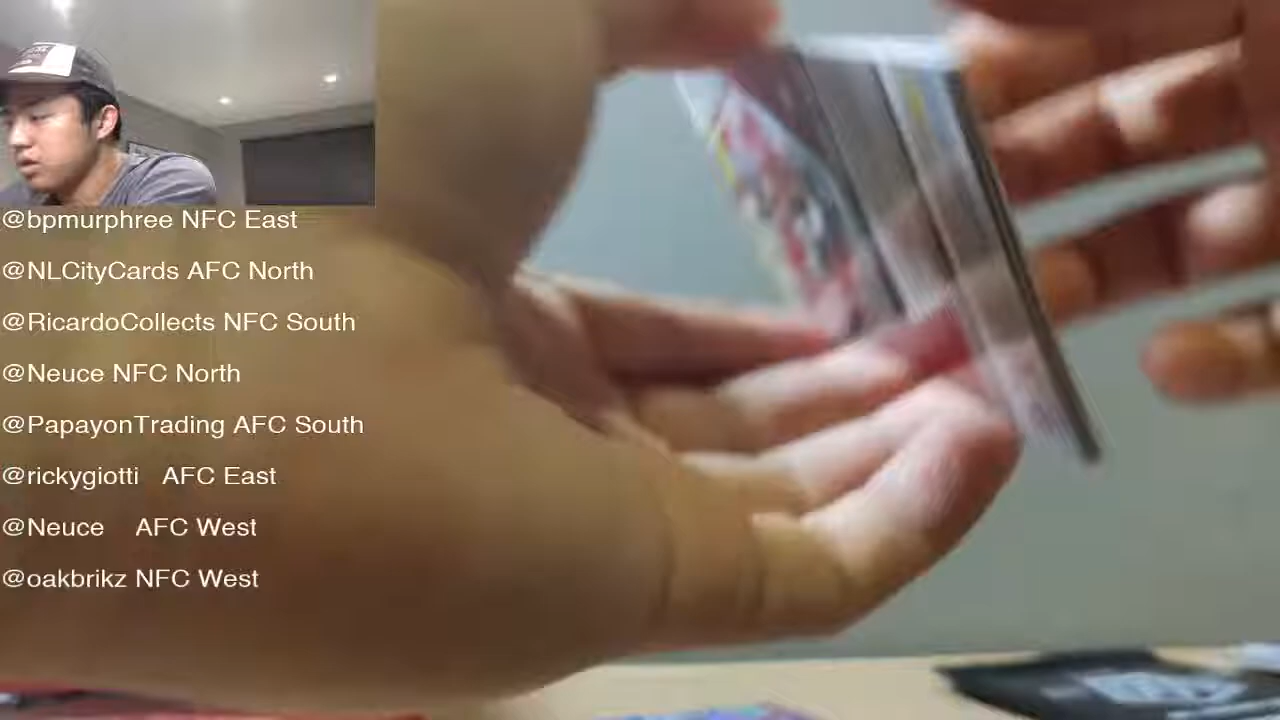 @bpmurphree NFC East
@NLCityCards AFC North
@RicardoCollects NFC South
@Neuce NFC North
@PapayonTrading AFC South
@rickygiotti AFC East
@Neuce AFC West
@oakbrikz NFC West